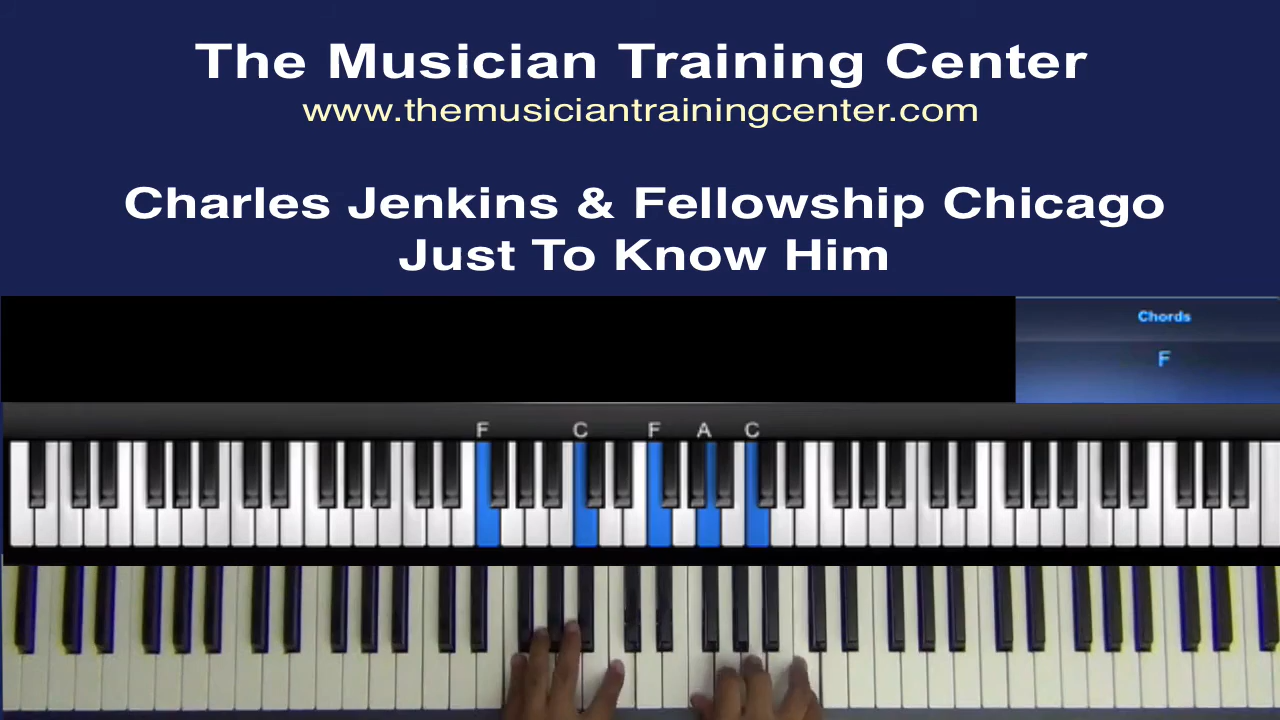 The Musician Training Center
www.themusiciantrainingcenter.com
Charles Jenkins & Fellowship Chicago
Just To Know Him
Chords
F
F C F A C